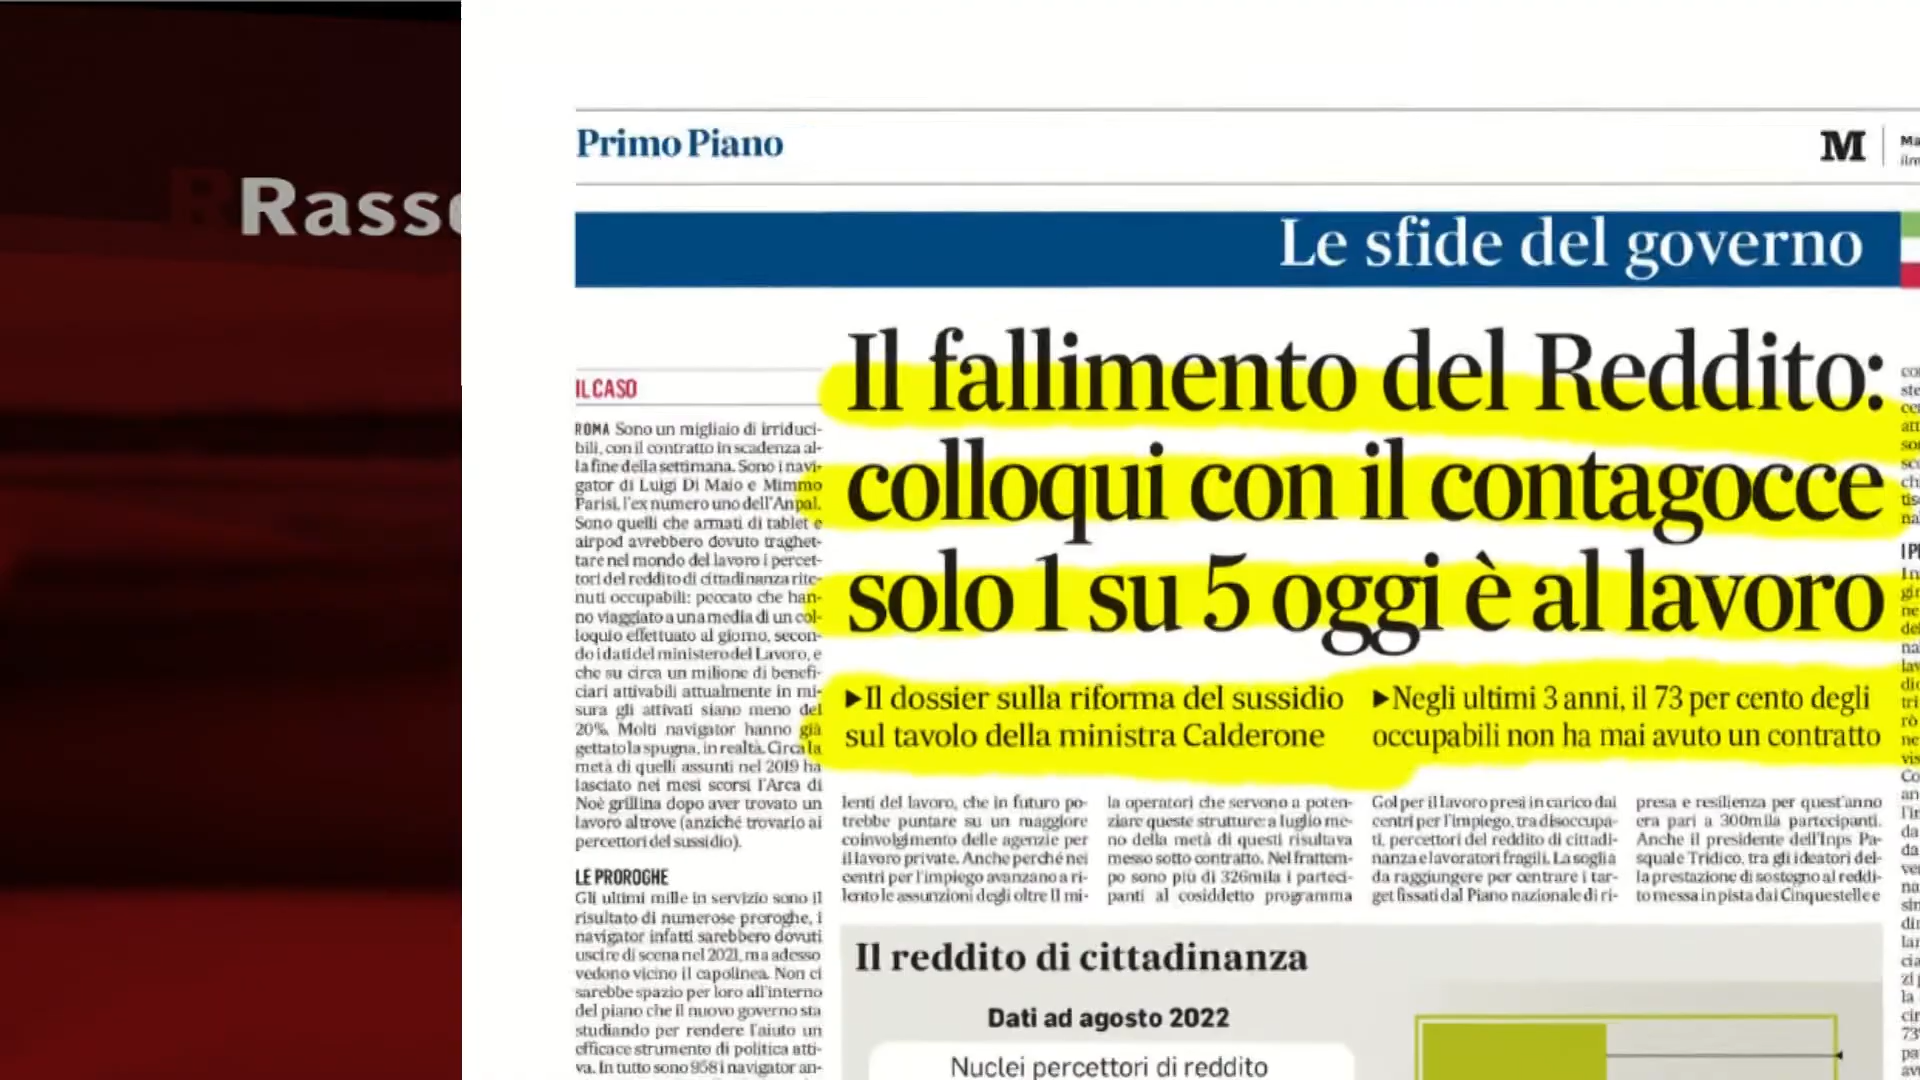 Rass
Primo Piano
M
Le sfide del governo
Il fallimento del Reddito:
colloqui con il contagocce
solo 1 su 5 oggi è al lavoro
▶Il dossier sulla riforma del sussidio
sul tavolo della ministra Calderone
▶Negli ultimi 3 anni, il 73 per cento degli
occupabili non ha mai avuto un contratto
IL CASO
ROMA Sono un migliaio di irriduci-
bili, con il contratto in scadenza al-
la fine della settimana. Sono i navi-
gator di Luigi Di Maio e Mimmo
Parisi, l'ex numero uno dell'Anpal.
Sono quelli che armati di tablet e
airpod avrebbero dovuto traghet-
tare nel mondo del lavoro i percet-
tori del reddito di cittadinanza rite-
nuti occupabili: peccato che han-
no viaggiato a una media di un col-
loquio effettuato al giorno, secon-
do i dati del ministero del Lavoro, e
che su circa un milione di benefi-
ciari attivabili attualmente in mi-
sura gli attivati siano meno del
20%. Molti navigator hanno già
gettato la spugna, in realtà. Circa la
metà di quelli assunti nel 2019 ha
lasciato nei mesi scorsi l'Arca di
Noè grillina dopo aver trovato un
lavoro altrove (anziché trovarlo ai
percettori del sussidio).
LE PROROGHE
Gli ultimi mille in servizio sono il
risultato di numerose proroghe, i
navigator infatti sarebbero dovuti
uscire di scena nel 2021, ma adesso
vedono vicino il capolinea. Non ci
sarebbe spazio per loro all'interno
del piano che il nuovo governo sta
studiando per rendere l'aiuto un
efficace strumento di politica atti-
va. In tutto sono 958 i navigator an-
lenti del lavoro, che in futuro po-
trebbe puntare su un maggiore
coinvolgimento delle agenzie per
il lavoro private. Anche perché nei
centri per l'impiego avanzano a ri-
lento le assunzioni degli oltre 11 mi-
la operatori che servono a poten-
ziare queste strutture: a luglio me-
no della metà di questi risultava
messo sotto contratto. Nel frattem-
po sono più di 326mila i parteci-
panti al cosiddetto programma
Gol per il lavoro presi in carico dai
centri per l'impiego, tra disoccupa-
ti, percettori del reddito di cittadi-
nanza e lavoratori fragili. La soglia
da raggiungere per centrare i tar-
get fissati dal Piano nazionale di ri-
presa e resilienza per quest'anno
era pari a 300mila partecipanti.
Anche il presidente dell'Inps Pa-
squale Tridico, tra gli ideatori del-
la prestazione di sostegno al reddi-
to messa in pista dai Cinquestelle e
Il reddito di cittadinanza
Dati ad agosto 2022
Nuclei percettori di reddito